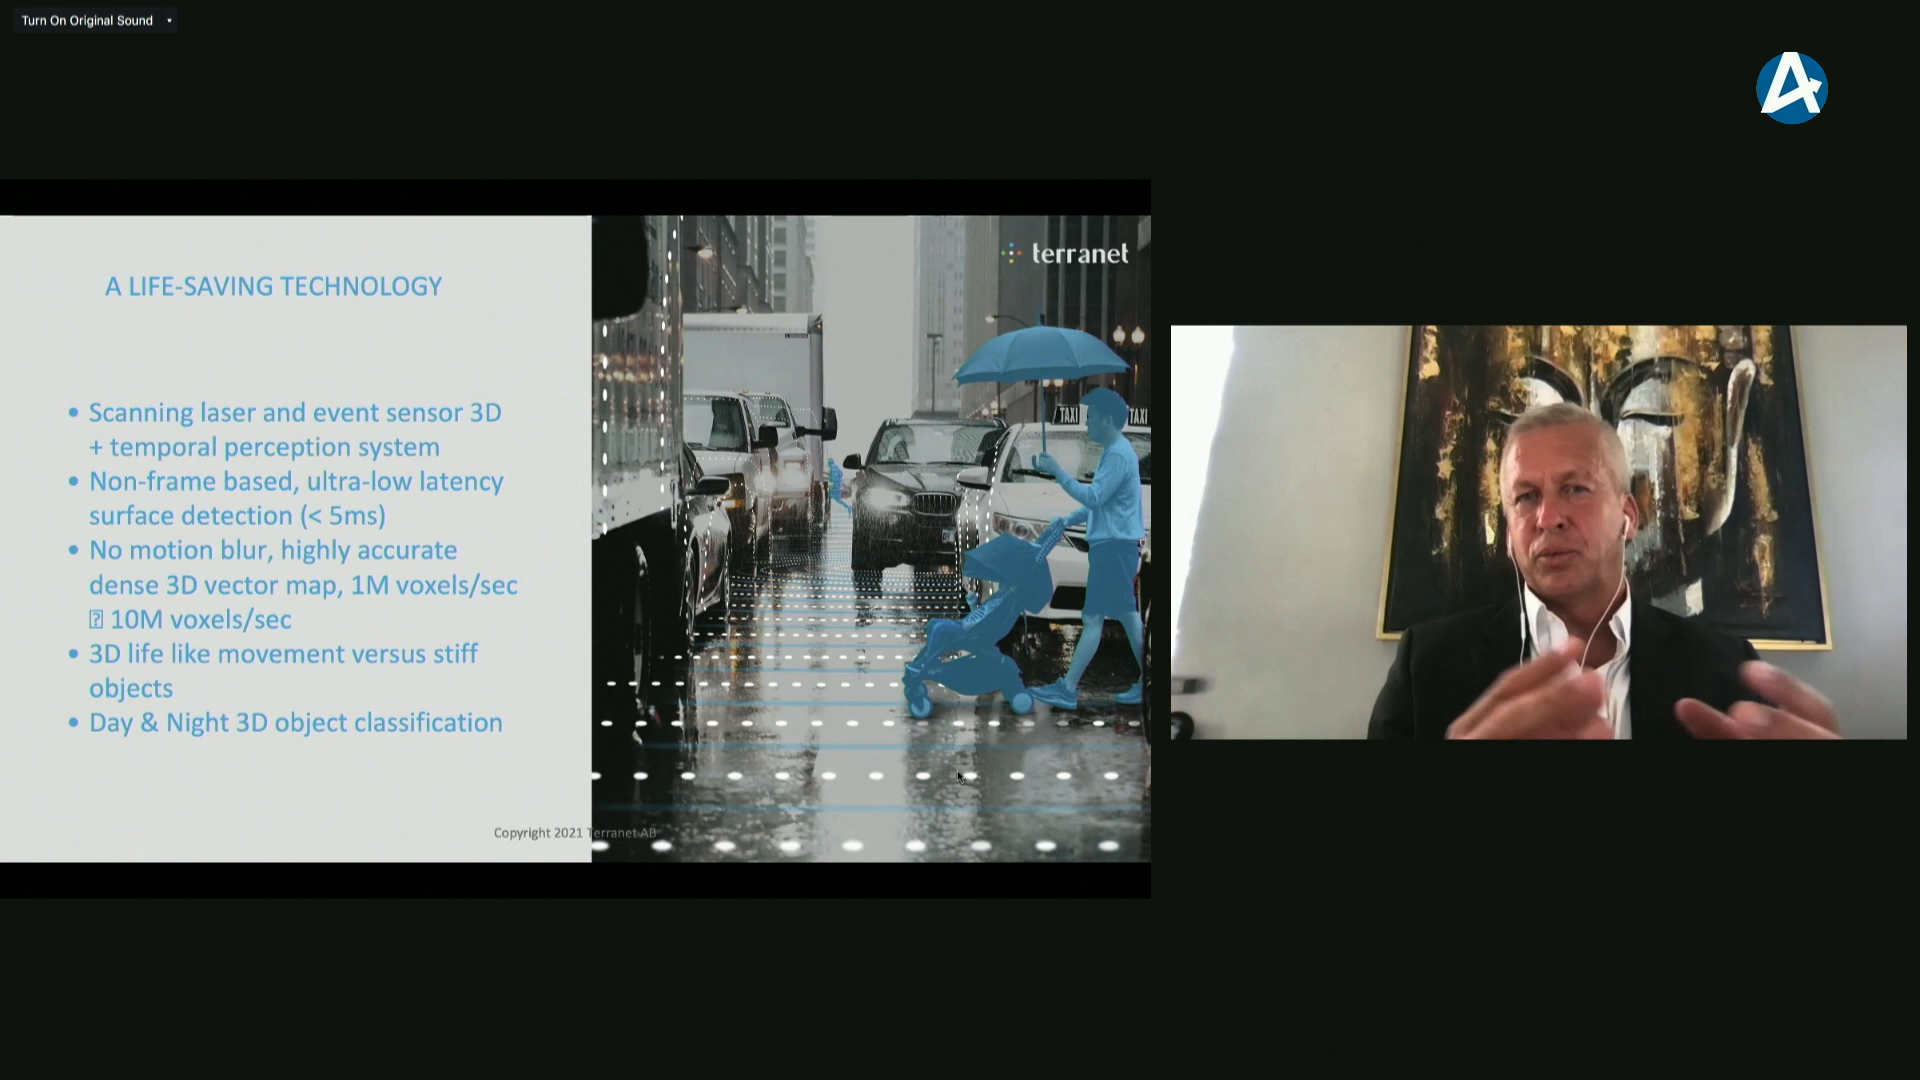 Turn On Original Sound
A LIFE-SAVING TECHNOLOGY
• Scanning laser and event sensor 3D
+ temporal perception system
• Non-frame based, ultra-low latency
surface detection (< 5ms)
• No motion blur, highly accurate
dense 3D vector map, 1M voxels/sec
⍰ 10M voxels/sec
• 3D life like movement versus stiff
objects
• Day & Night 3D object classification
Copyright 2021 Terranet AB
terranet
TAXI
TAXI